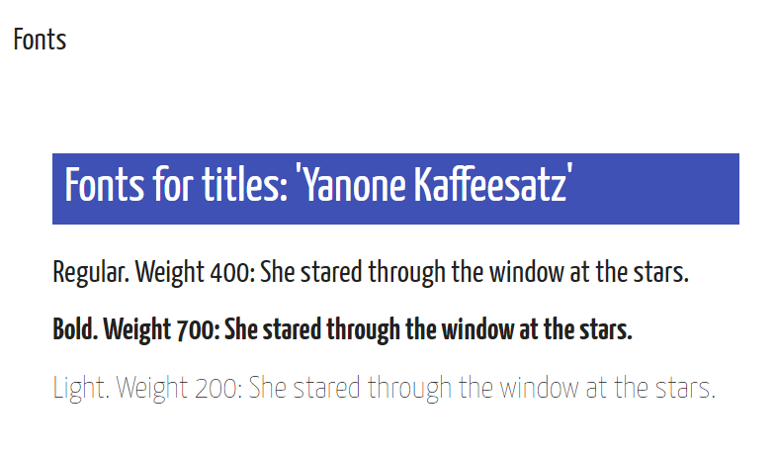 Fonts
Fonts for titles: 'Yanone Kaffeesatz'
Regular. Weight 400: She stared through the window at the stars.
Bold. Weight 700: She stared through the window at the stars.
Light. Weight 200: She stared through the window at the stars.